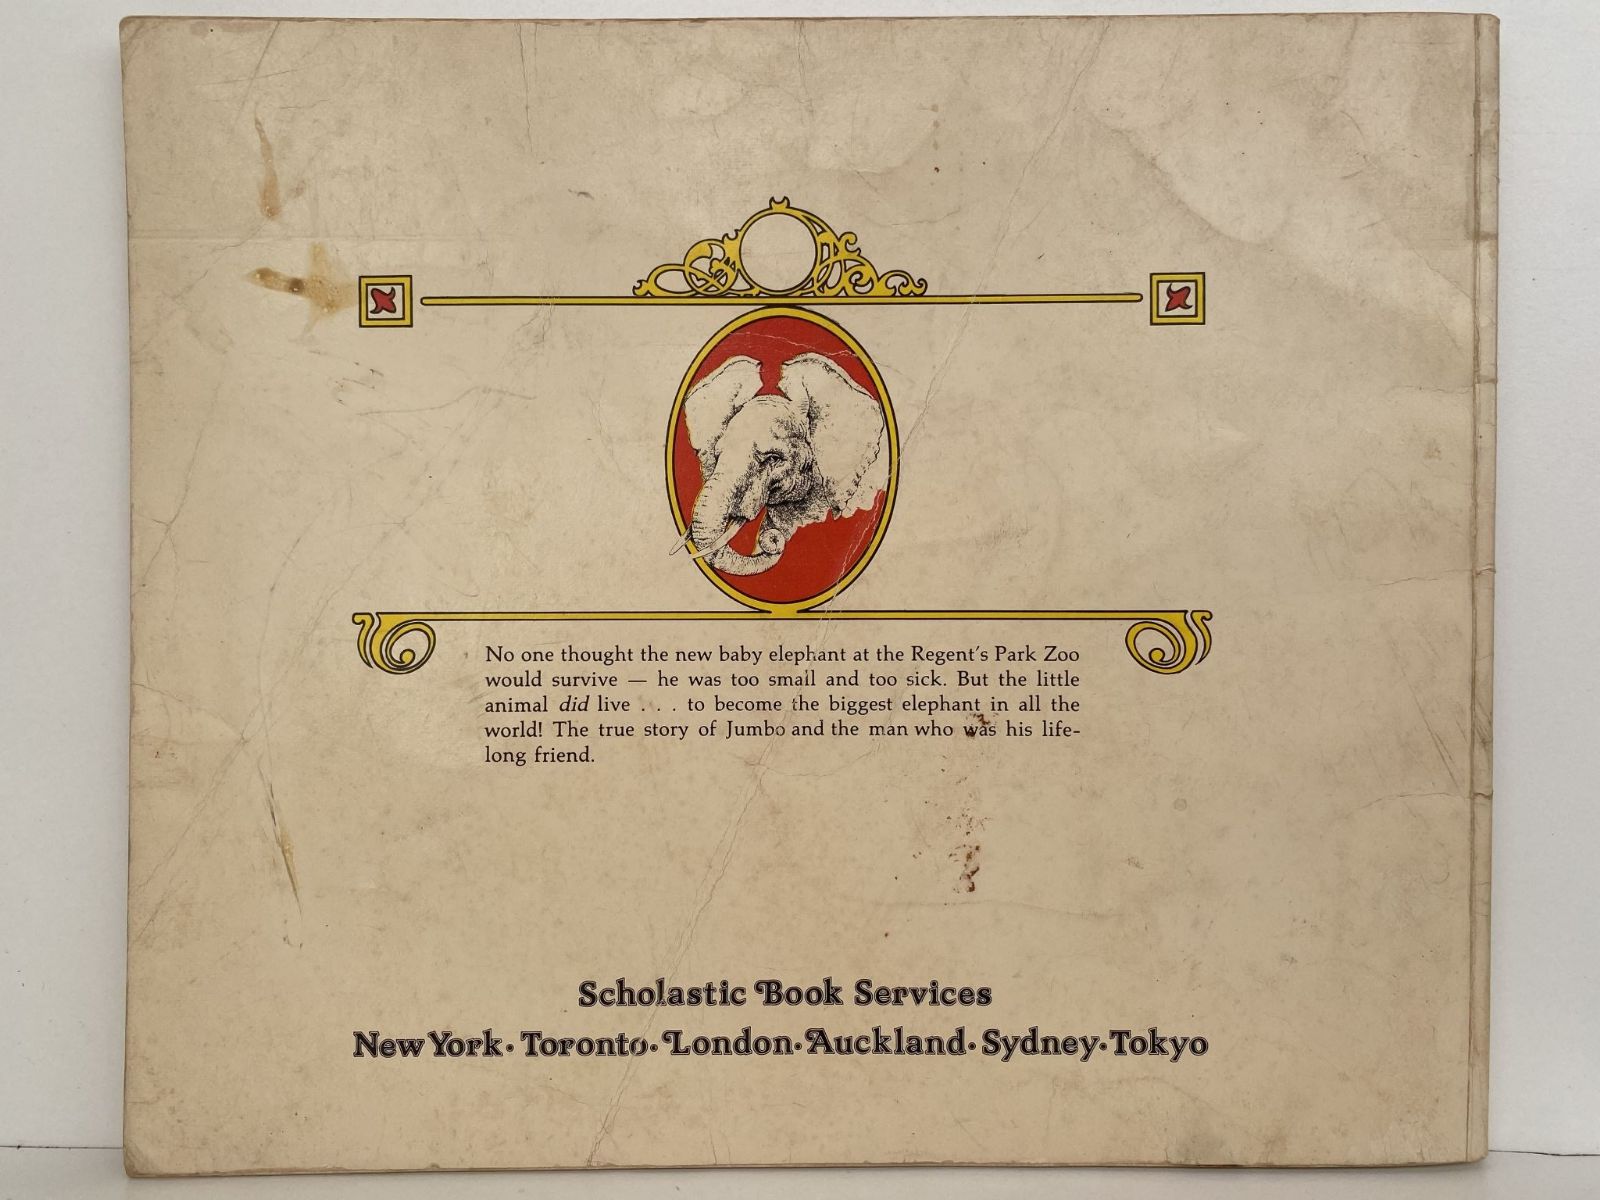 No one thought the new baby elephant at the Regent's Park Zoo
would survive — he was too small and too sick. But the little
animal did live . . . to become the biggest elephant in all the
world! The true story of Jumbo and the man who was his life-
long friend.
Scholastic Book Services
New York · Toronto · London · Auckland · Sydney · Tokyo